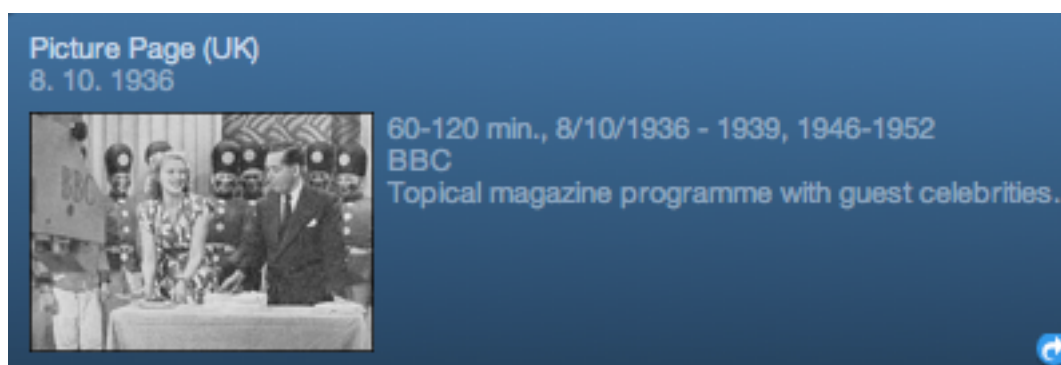 Picture Page (UK)
8. 10. 1936
60-120 min., 8/10/1936 - 1939, 1946-1952
BBC
Topical magazine programme with guest celebrities.
BBC